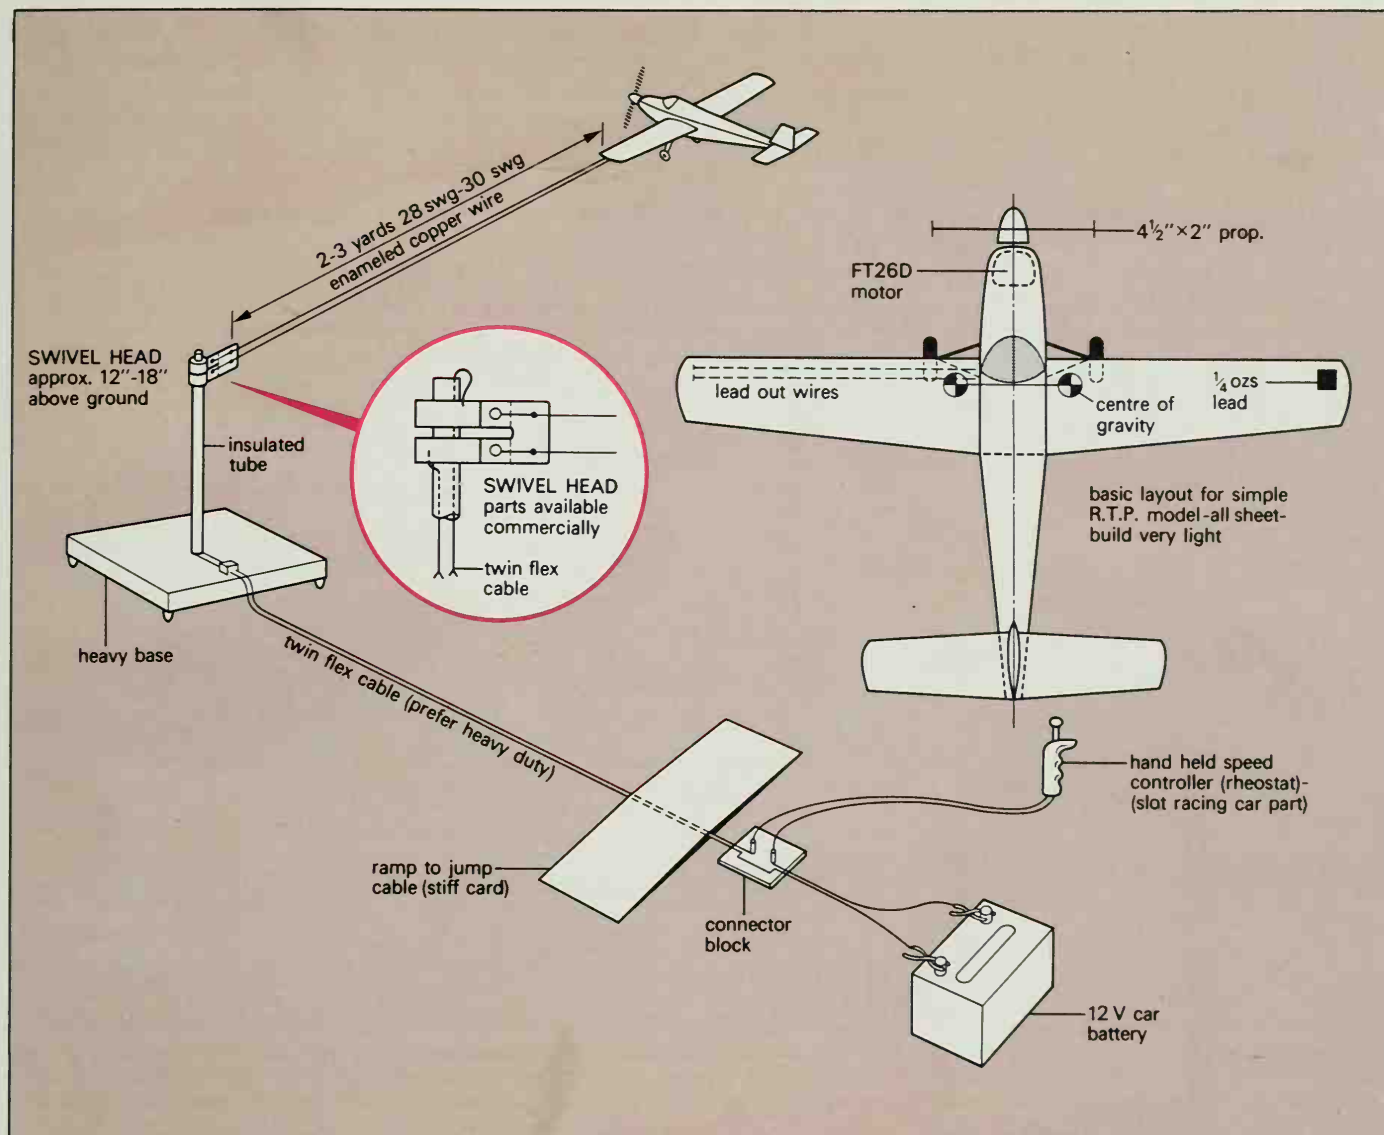 2-3 yards 28 swg-30 swg
enameled copper wire
SWIVEL HEAD
approx. 12"-18"
above ground
insulated
tube
heavy base
SWIVEL HEAD
parts available
commercially
twin flex
cable
twin flex cable (prefer heavy duty)
4½"×2" prop.
FT26D
motor
lead out wires
centre of
gravity
¼ ozs
lead
basic layout for simple
R.T.P. model-all sheet-
build very light
hand held speed
controller (rheostat)-
(slot racing car part)
ramp to jump
cable (stiff card)
connector
block
12 V car
battery